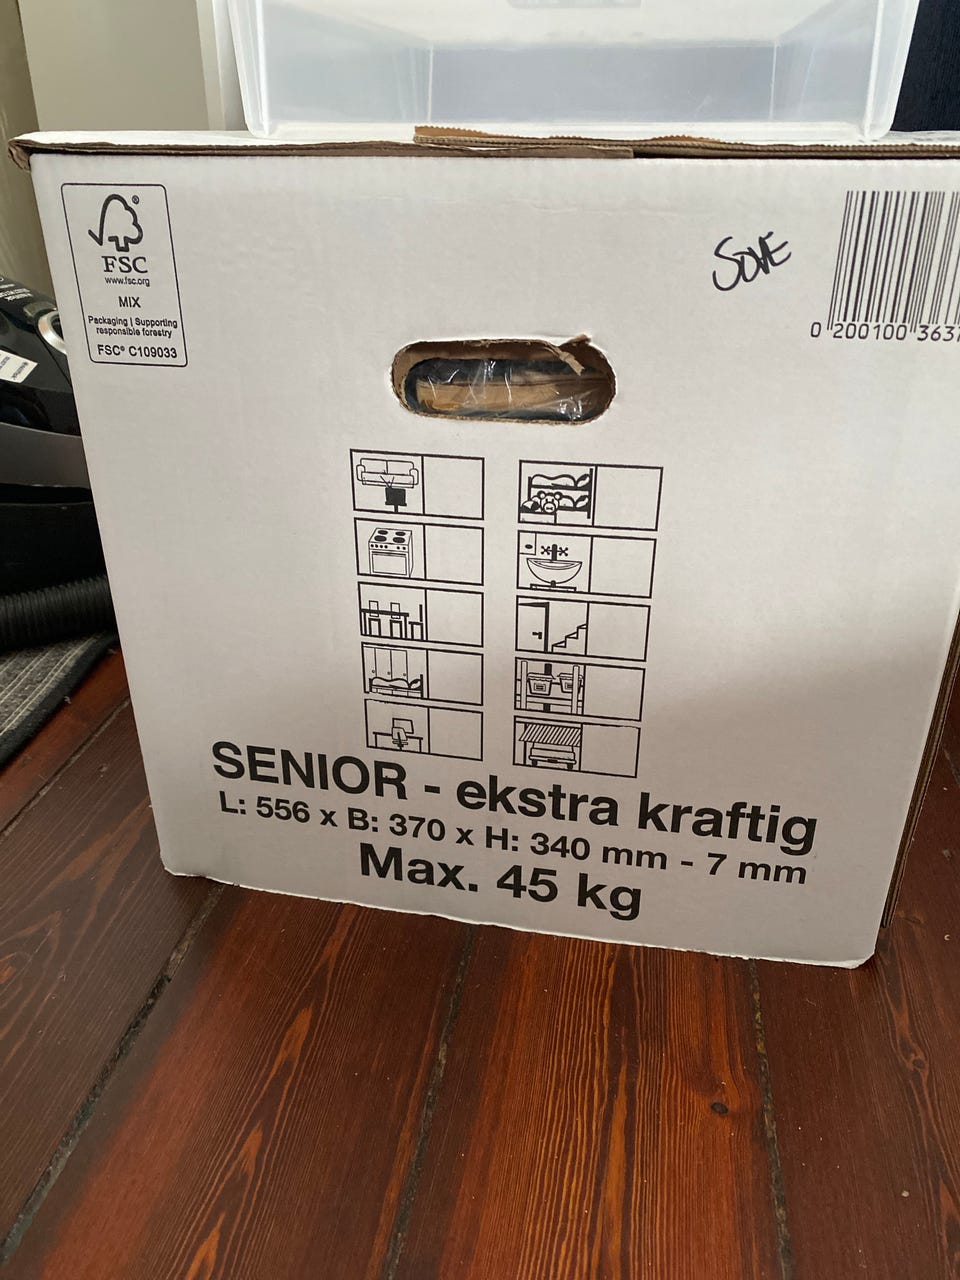 FSC®
www.fsc.org
MIX
Packaging | Supporting
responsible forestry
FSC® C109033
SOVE
0 200100 3637
SENIOR - ekstra kraftig
L: 556 x B: 370 x H: 340 mm - 7 mm
Max. 45 kg